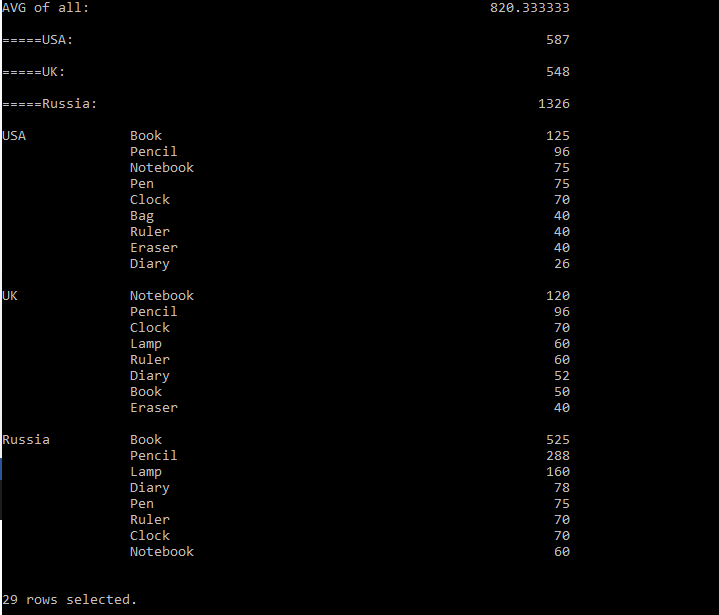 AVG of all: 820.333333
=====USA: 587
=====UK: 548
=====Russia: 1326
USA Book 125
Pencil 96
Notebook 75
Pen 75
Clock 70
Bag 40
Ruler 40
Eraser 40
Diary 26
UK Notebook 120
Pencil 96
Clock 70
Lamp 60
Ruler 60
Diary 52
Book 50
Eraser 40
Russia Book 525
Pencil 288
Lamp 160
Diary 78
Pen 75
Ruler 70
Clock 70
Notebook 60
29 rows selected.